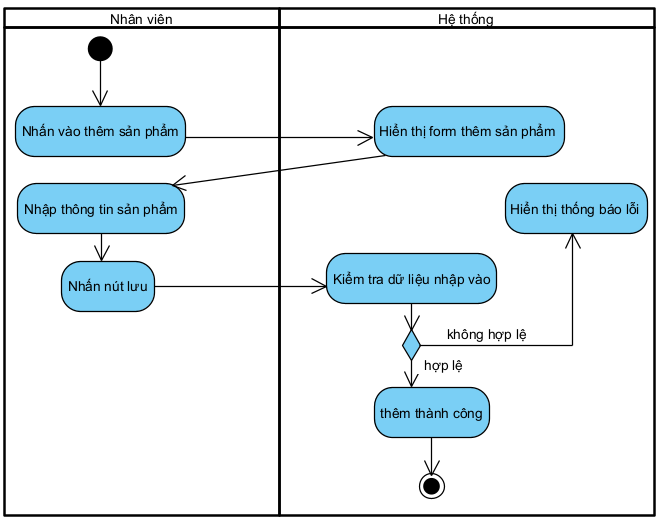 Nhân viên
Hệ thống
Nhấn vào thêm sản phẩm
Hiển thị form thêm sản phẩm
Nhập thông tin sản phẩm
Hiển thị thống báo lỗi
Nhấn nút lưu
Kiểm tra dữ liệu nhập vào
không hợp lệ
hợp lệ
thêm thành công